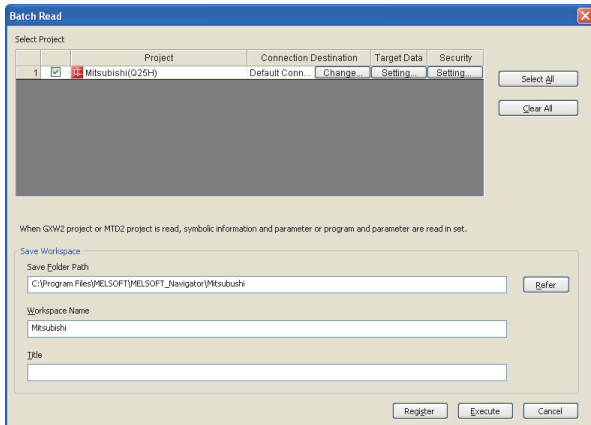 Batch Read
Select Project
Project Connection Destination Target Data Security
1 Mitsubishi(Q25H) Default Conn... Change... Setting... Setting...
Select All
Clear All
When GXW2 project or MTD2 project is read, symbolic information and parameter or program and parameter are read in set.
Save Workspace
Save Folder Path
C:\Program Files\MELSOFT\MELSOFT_Navigator\Mitsubushi
Refer
Workspace Name
Mitsubishi
Title
Register Execute Cancel